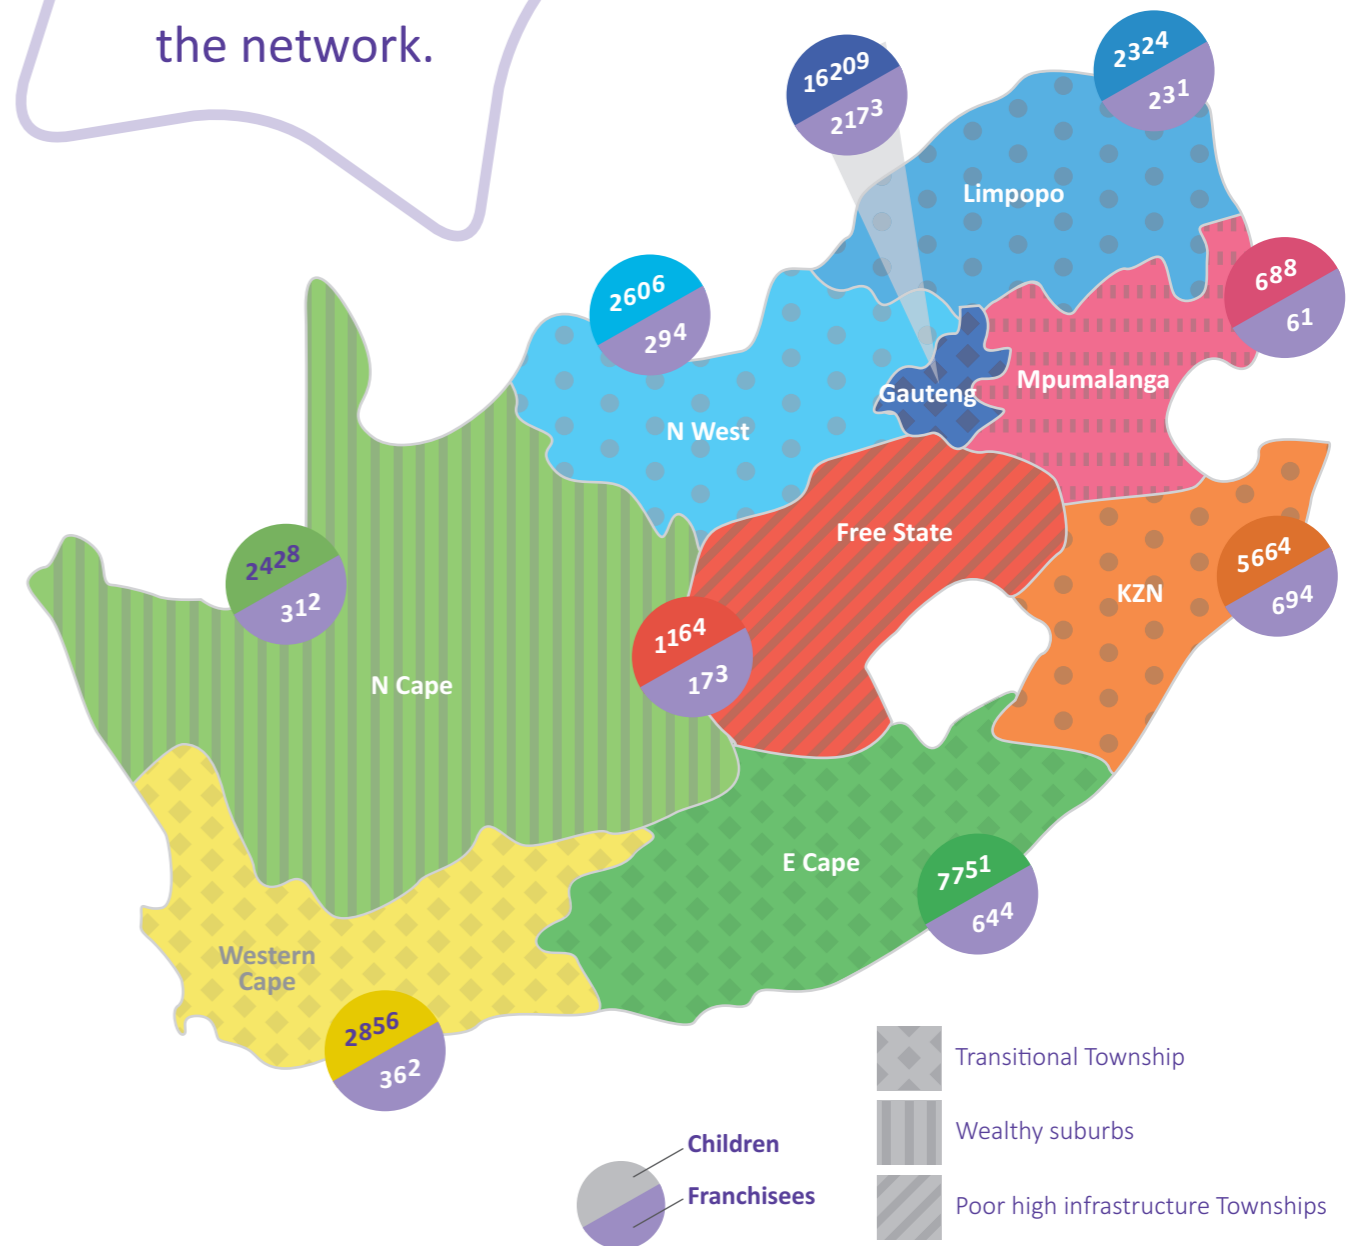 the network.
16209
2173
2324
231
Limpopo
2606
294
688
61
Gauteng
Mpumalanga
N West
Free State
2428
312
5664
694
KZN
1164
173
N Cape
E Cape
7751
644
Western
Cape
2856
362
Transitional Township
Wealthy suburbs
Poor high infrastructure Townships
Children
Franchisees